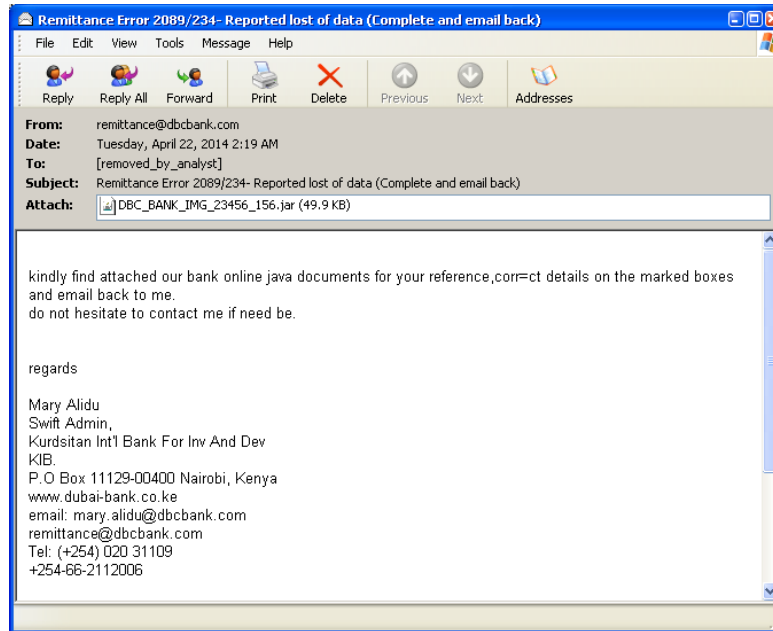 Remittance Error 2089/234- Reported lost of data (Complete and email back)
File Edit View Tools Message Help
Reply Reply All Forward Print Delete Previous Next Addresses
From: remittance@dbcbank.com
Date: Tuesday, April 22, 2014 2:19 AM
To: [removed_by_analyst]
Subject: Remittance Error 2089/234- Reported lost of data (Complete and email back)
Attach: DBC_BANK_IMG_23456_156.jar (49.9 KB)
kindly find attached our bank online java documents for your reference,corr=ct details on the marked boxes
and email back to me.
do not hesitate to contact me if need be.
regards
Mary Alidu
Swift Admin,
Kurdsitan Int'l Bank For Inv And Dev
KIB.
P.O Box 11129-00400 Nairobi, Kenya
www.dubai-bank.co.ke
email: mary.alidu@dbcbank.com
remittance@dbcbank.com
Tel: (+254) 020 31109
+254-66-2112006